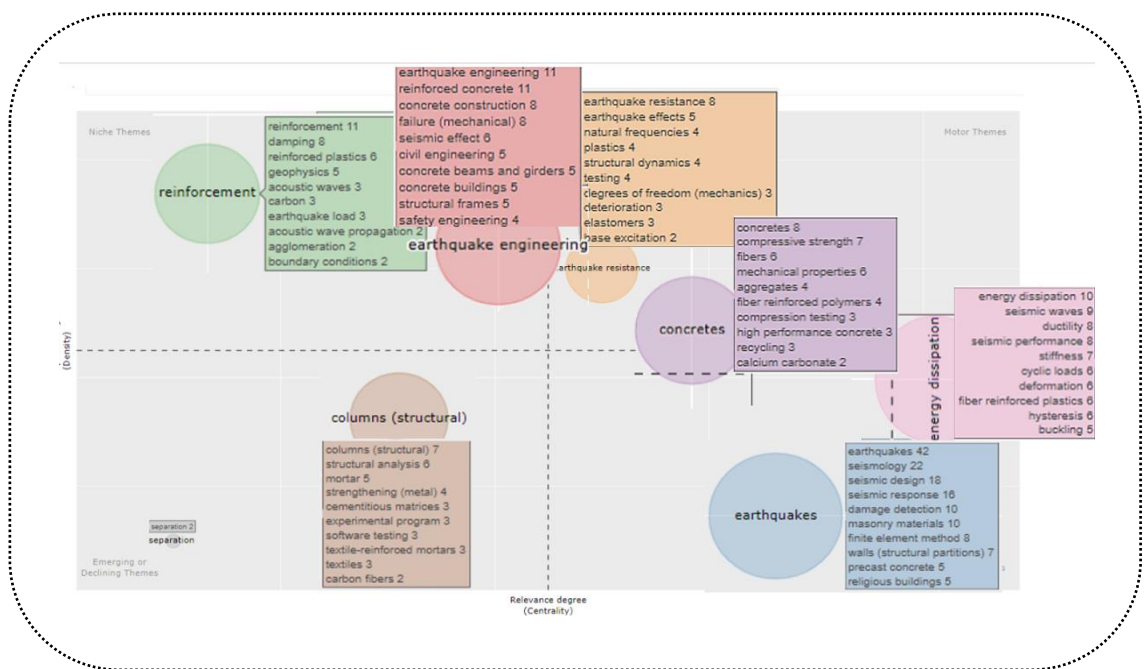 Niche Themes
Motor Themes
reinforcement
reinforcement 11
damping 8
reinforced plastics 6
geophysics 5
acoustic waves 3
carbon 3
earthquake load 3
acoustic wave propagation 2
agglomeration 2
boundary conditions 2
earthquake engineering 11
reinforced concrete 11
concrete construction 8
failure (mechanical) 8
seismic effect 6
civil engineering 5
concrete beams and girders 5
concrete buildings 5
structural frames 5
safety engineering 4
earthquake engineering
earthquake resistance 8
earthquake effects 5
natural frequencies 4
plastics 4
structural dynamics 4
testing 4
degrees of freedom (mechanics) 3
deterioration 3
elastomers 3
base excitation 2
arthquake resistance
concretes
concretes 8
compressive strength 7
fibers 6
mechanical properties 6
aggregates 4
fiber reinforced polymers 4
compression testing 3
high performance concrete 3
recycling 3
calcium carbonate 2
energy dissipation
energy dissipation 10
seismic waves 9
ductility 8
seismic performance 8
stiffness 7
cyclic loads 6
deformation 6
fiber reinforced plastics 6
hysteresis 6
buckling 5
(Density)
columns (structural)
columns (structural) 7
structural analysis 6
mortar 5
strengthening (metal) 4
cementitious matrices 3
experimental program 3
software testing 3
textile-reinforced mortars 3
textiles 3
carbon fibers 2
earthquakes
earthquakes 42
seismology 22
seismic design 18
seismic response 16
damage detection 10
masonry materials 10
finite element method 8
walls (structural partitions) 7
precast concrete 5
religious buildings 5
separation 2
separation
Emerging or
Declining Themes
Relevance degree
(Centrality)